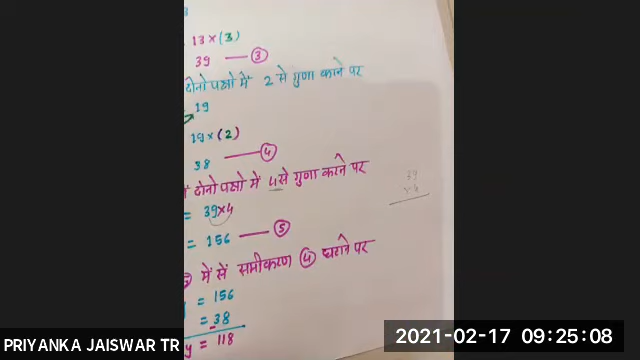 13 × (3)
39 — ③
दोनो पक्षो में 2 से गुणा करने पर
19
19 × (2)
38 — ④
दोनो पक्षो में 4 से गुणा करने पर
= 39 × 4
39
× 4
= 156 — ⑤
में सें समीकरण ④ घटाने पर
= 156
= 38
y = 118
PRIYANKA JAISWAR TR
2021-02-17 09:25:08